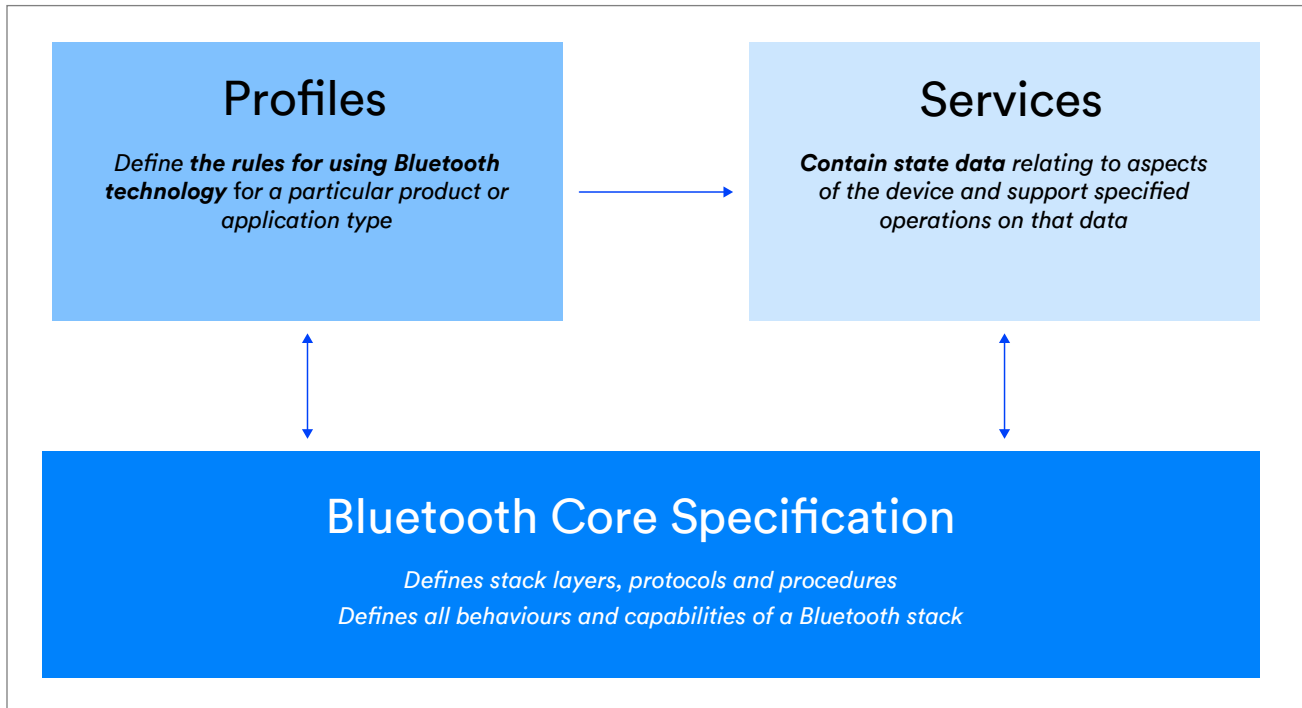 Profiles
Define the rules for using Bluetooth
technology for a particular product or
application type
Services
Contain state data relating to aspects
of the device and support specified
operations on that data
Bluetooth Core Specification
Defines stack layers, protocols and procedures
Defines all behaviours and capabilities of a Bluetooth stack